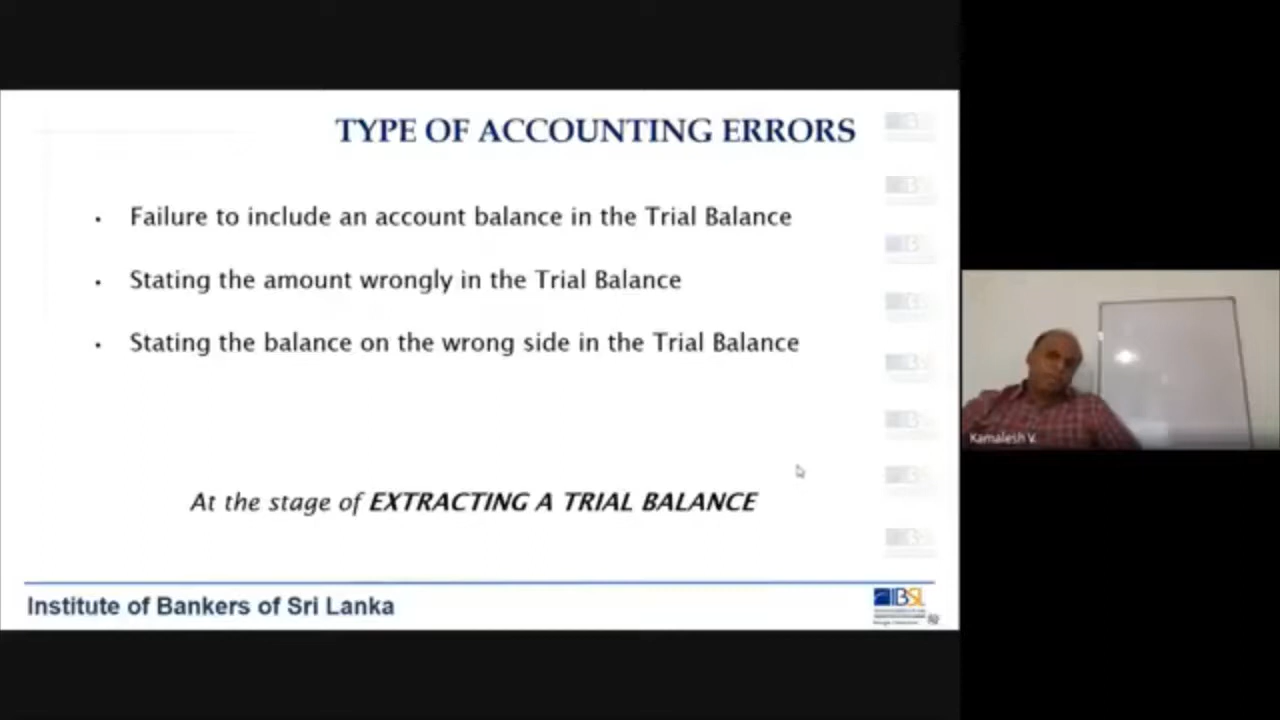 TYPE OF ACCOUNTING ERRORS
• Failure to include an account balance in the Trial Balance
• Stating the amount wrongly in the Trial Balance
• Stating the balance on the wrong side in the Trial Balance
At the stage of EXTRACTING A TRIAL BALANCE
Institute of Bankers of Sri Lanka
IBSL
Kamalesh V.